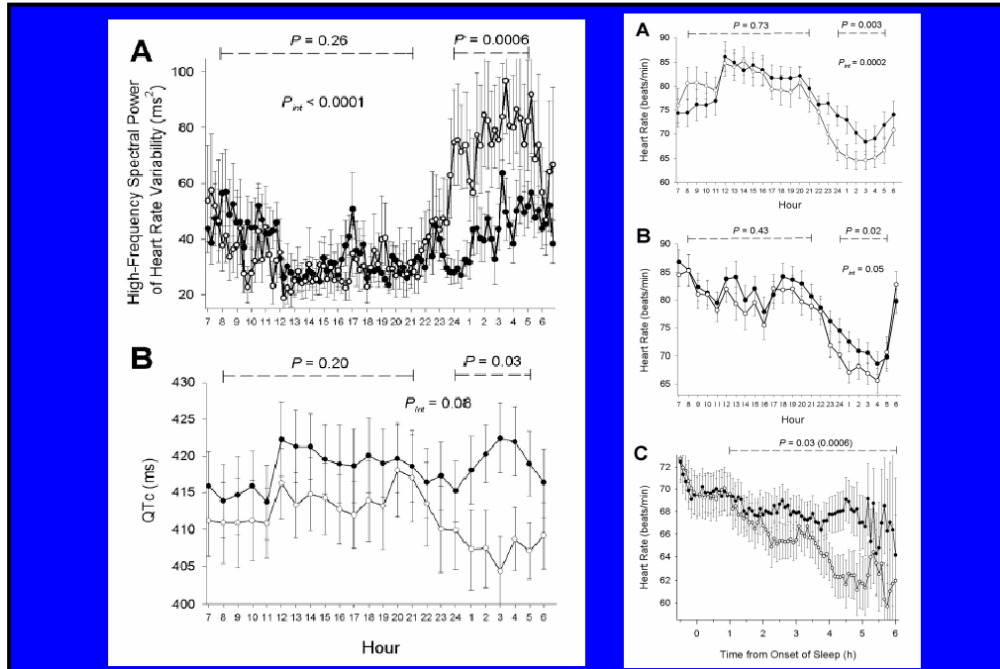 A
P = 0.26
P = 0.0006
P int < 0.0001
High-Frequency Spectral Power
of Heart Rate Variability (ms²)
100
80
60
40
20
7 8 9 10 11 12 13 14 15 16 17 18 19 20 21 22 23 24 1 2 3 4 5 6
B
P = 0.20
P = 0.03
P int = 0.08
QTc (ms)
430
425
420
415
410
405
400
7 8 9 10 11 12 13 14 15 16 17 18 19 20 21 22 23 24 1 2 3 4 5 6
Hour
A
P = 0.73
P = 0.003
P int = 0.0002
Heart Rate (beats/min)
90
85
80
75
70
65
60
7 8 9 10 11 12 13 14 15 16 17 18 19 20 21 22 23 24 1 2 3 4 5 6
Hour
B
P = 0.43
P = 0.02
P int = 0.05
Heart Rate (beats/min)
90
85
80
75
70
65
7 8 9 10 11 12 13 14 15 16 17 18 19 20 21 22 23 24 1 2 3 4 5 6
Hour
C
P = 0.03 (0.0006)
Heart Rate (beats/min)
72
70
68
66
64
62
60
0 1 2 3 4 5 6
Time from Onset of Sleep (h)